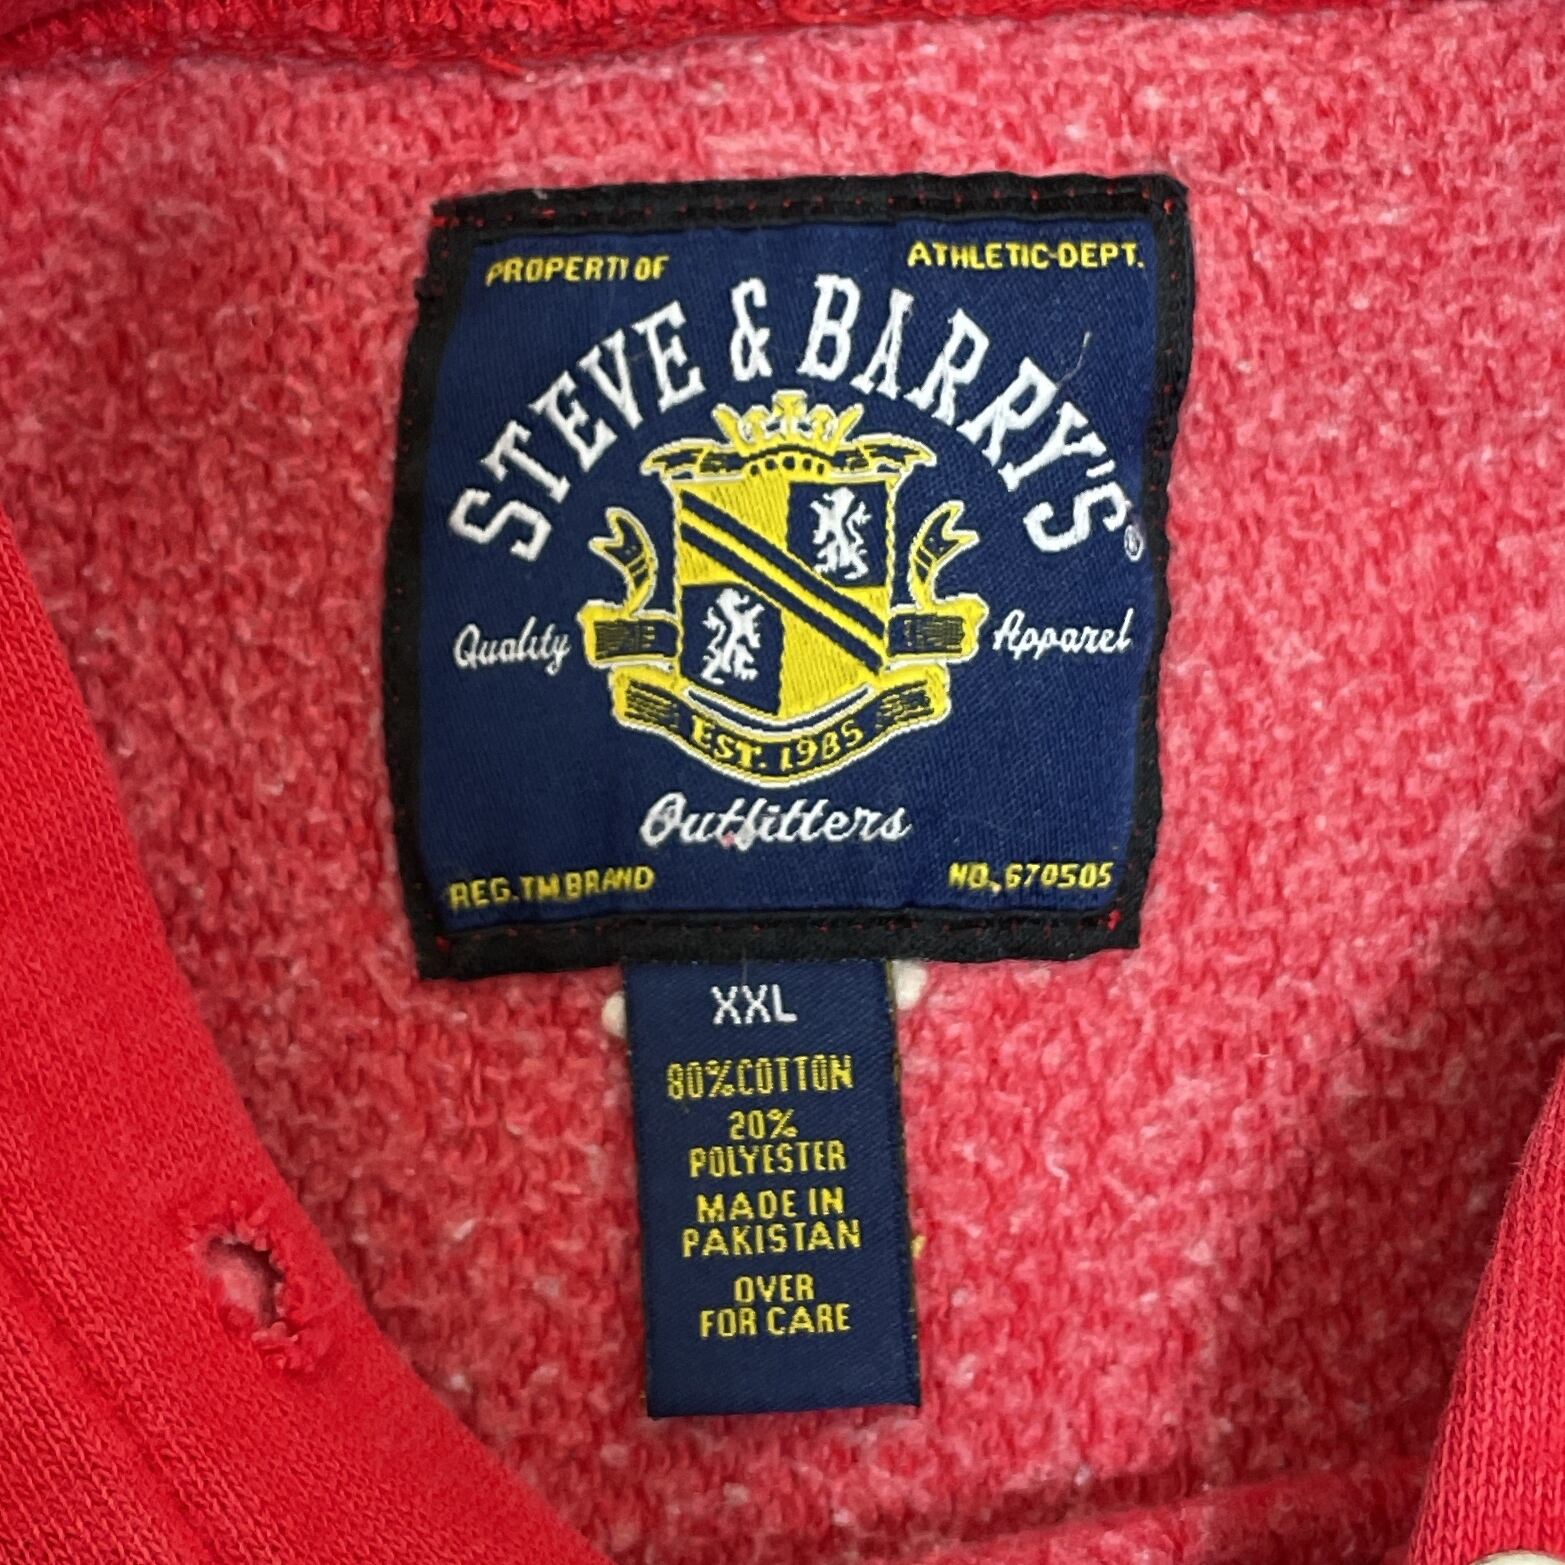 PROPERTY OF
ATHLETIC-DEPT.
STEVE & BARRY'S®
Quality
Apparel
EST. 1985
Outfitters
REG.TM.BRAND
NO. 670505
XXL
80%COTTON
20%
POLYESTER
MADE IN
PAKISTAN
OVER
FOR CARE